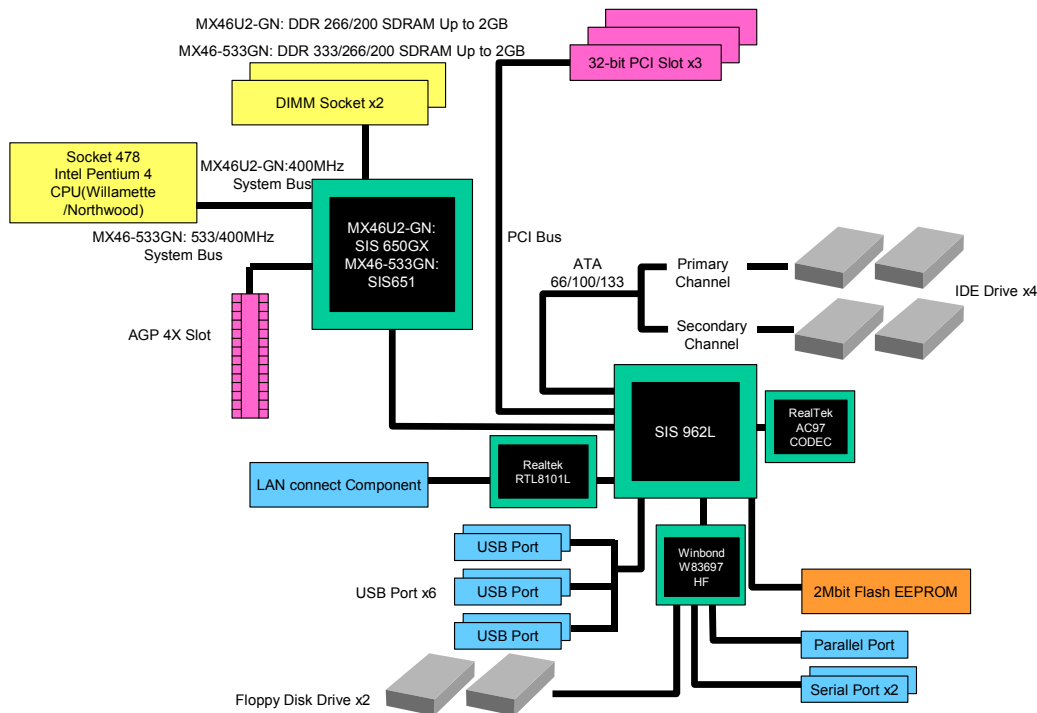 MX46U2-GN: DDR 266/200 SDRAM Up to 2GB
MX46-533GN: DDR 333/266/200 SDRAM Up to 2GB
32-bit PCI Slot x3
DIMM Socket x2
Socket 478
Intel Pentium 4
CPU(Willamette
/Northwood)
MX46U2-GN:400MHz
System Bus
MX46-533GN: 533/400MHz
System Bus
MX46U2-GN:
SIS 650GX
MX46-533GN:
SIS651
AGP 4X Slot
PCI Bus
ATA
66/100/133
Primary
Channel
Secondary
Channel
IDE Drive x4
SIS 962L
RealTek
AC97
CODEC
LAN connect Component
Realtek
RTL8101L
USB Port
USB Port
USB Port
USB Port x6
Winbond
W83697
HF
2Mbit Flash EEPROM
Parallel Port
Serial Port x2
Floppy Disk Drive x2